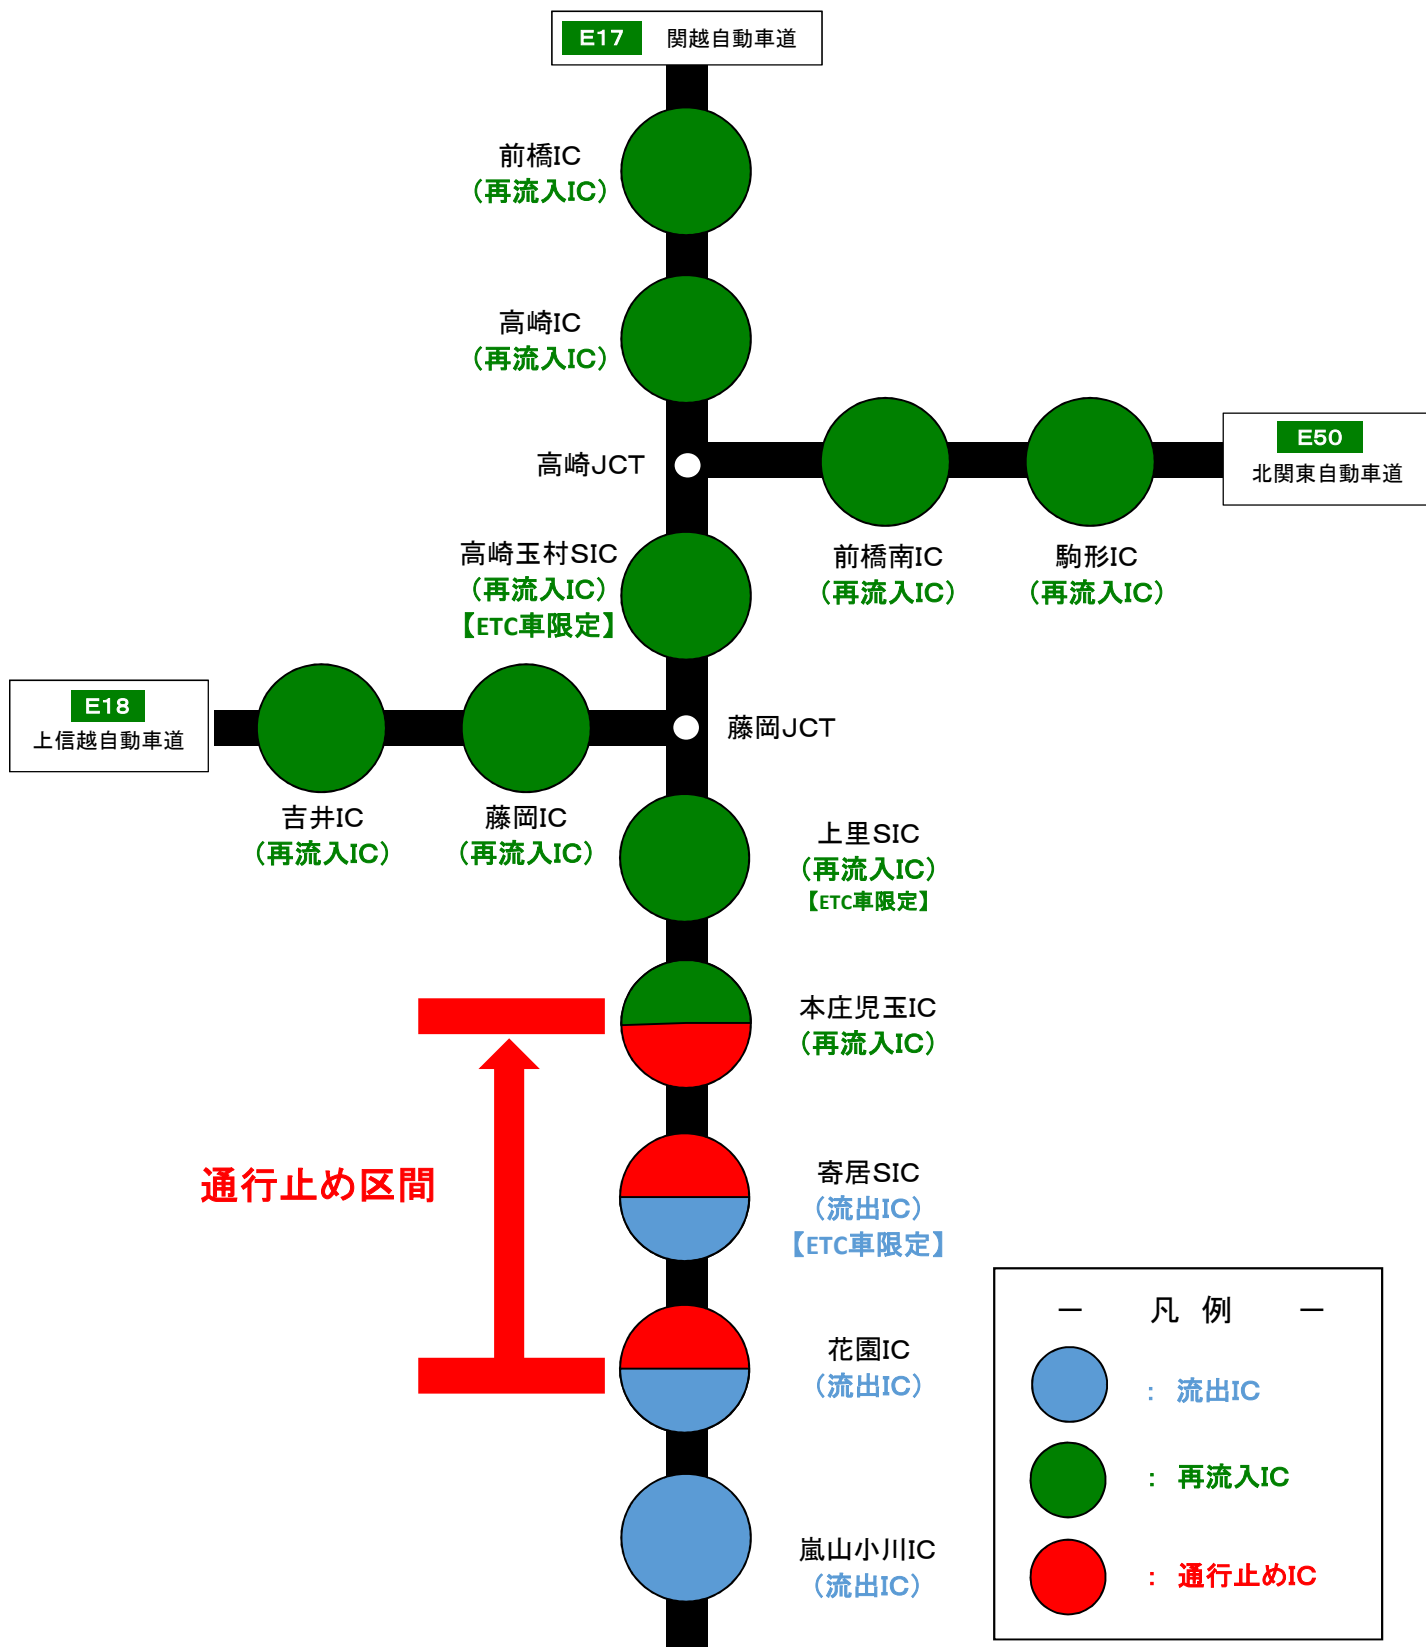 E17 関越自動車道
前橋IC
（再流入IC）
高崎IC
（再流入IC）
高崎JCT
E50
北関東自動車道
前橋南IC
（再流入IC）
駒形IC
（再流入IC）
高崎玉村SIC
（再流入IC）
【ETC車限定】
E18
上信越自動車道
藤岡JCT
吉井IC
（再流入IC）
藤岡IC
（再流入IC）
上里SIC
（再流入IC）
【ETC車限定】
本庄児玉IC
（再流入IC）
通行止め区間
寄居SIC
（流出IC）
【ETC車限定】
花園IC
（流出IC）
嵐山小川IC
（流出IC）
－ 凡 例 －
： 流出IC
： 再流入IC
： 通行止めIC